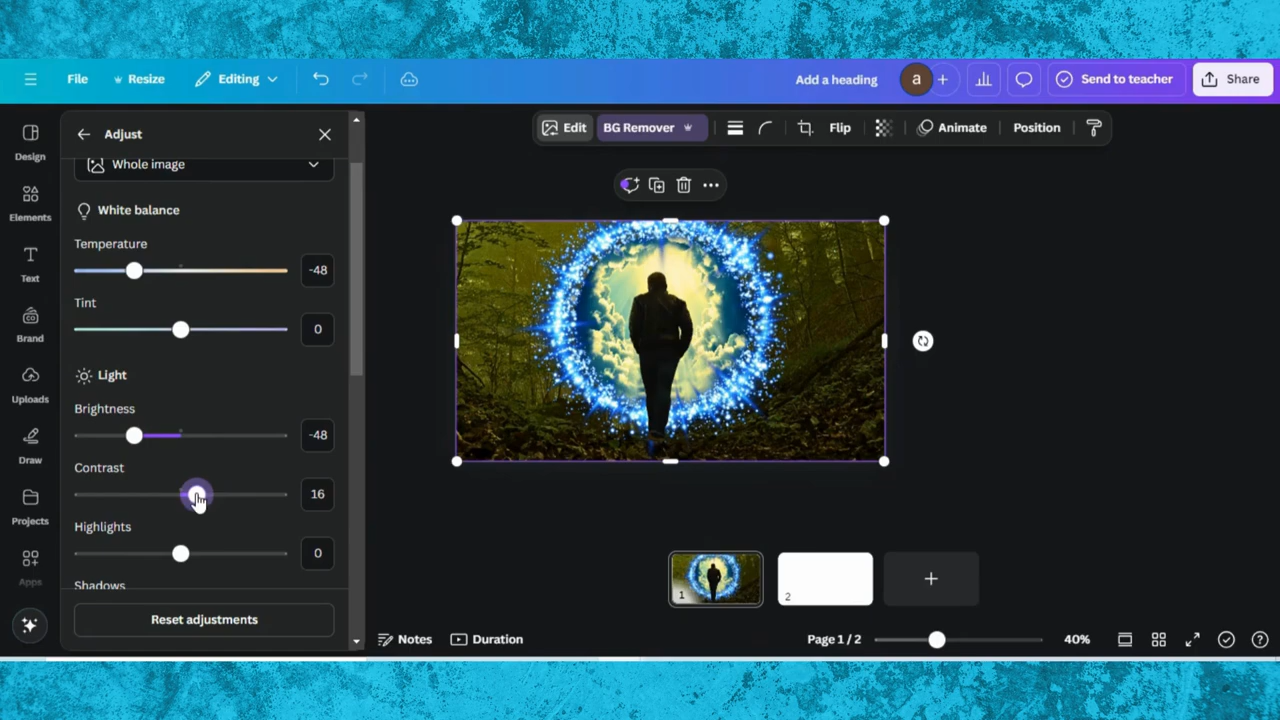 File
Resize
Editing
Add a heading
a
Send to teacher
Share
Design
Elements
Text
Brand
Uploads
Draw
Projects
Apps
Adjust
Whole image
White balance
Temperature
-48
Tint
0
Light
Brightness
-48
Contrast
16
Highlights
0
Shadows
Reset adjustments
Edit
BG Remover
Flip
Animate
Position
1
2
Notes
Duration
Page 1 / 2
40%